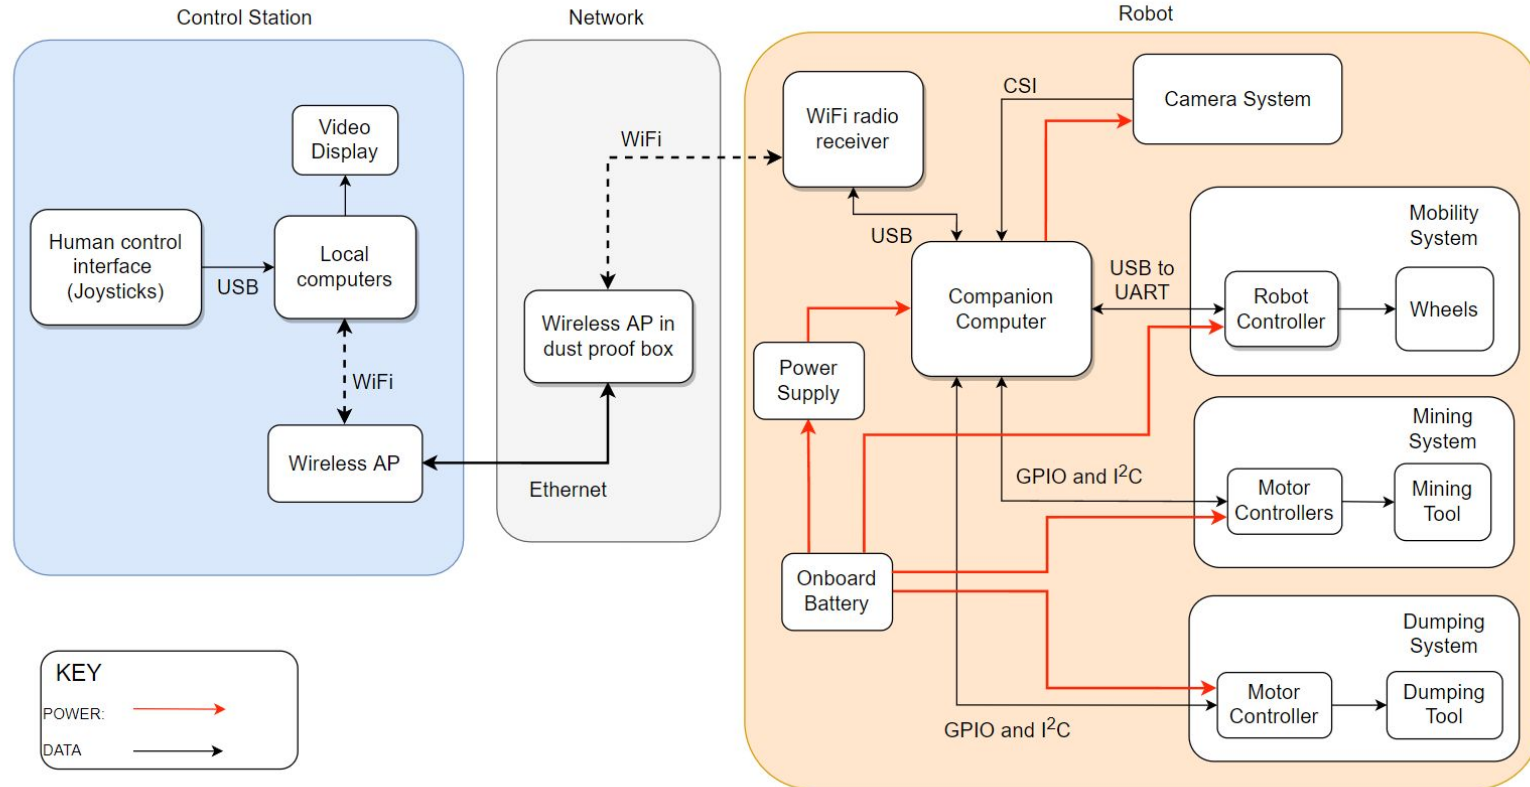 Control Station
Network
Robot
Video
Display
Human control
interface
(Joysticks)
USB
Local
computers
WiFi
Wireless AP
Ethernet
WiFi
Wireless AP in
dust proof box
WiFi radio
receiver
USB
CSI
Camera System
Companion
Computer
USB to
UART
Mobility
System
Robot
Controller
Wheels
Power
Supply
Mining
System
GPIO and I²C
Motor
Controllers
Mining
Tool
Onboard
Battery
Dumping
System
GPIO and I²C
Motor
Controller
Dumping
Tool
KEY
POWER:
DATA